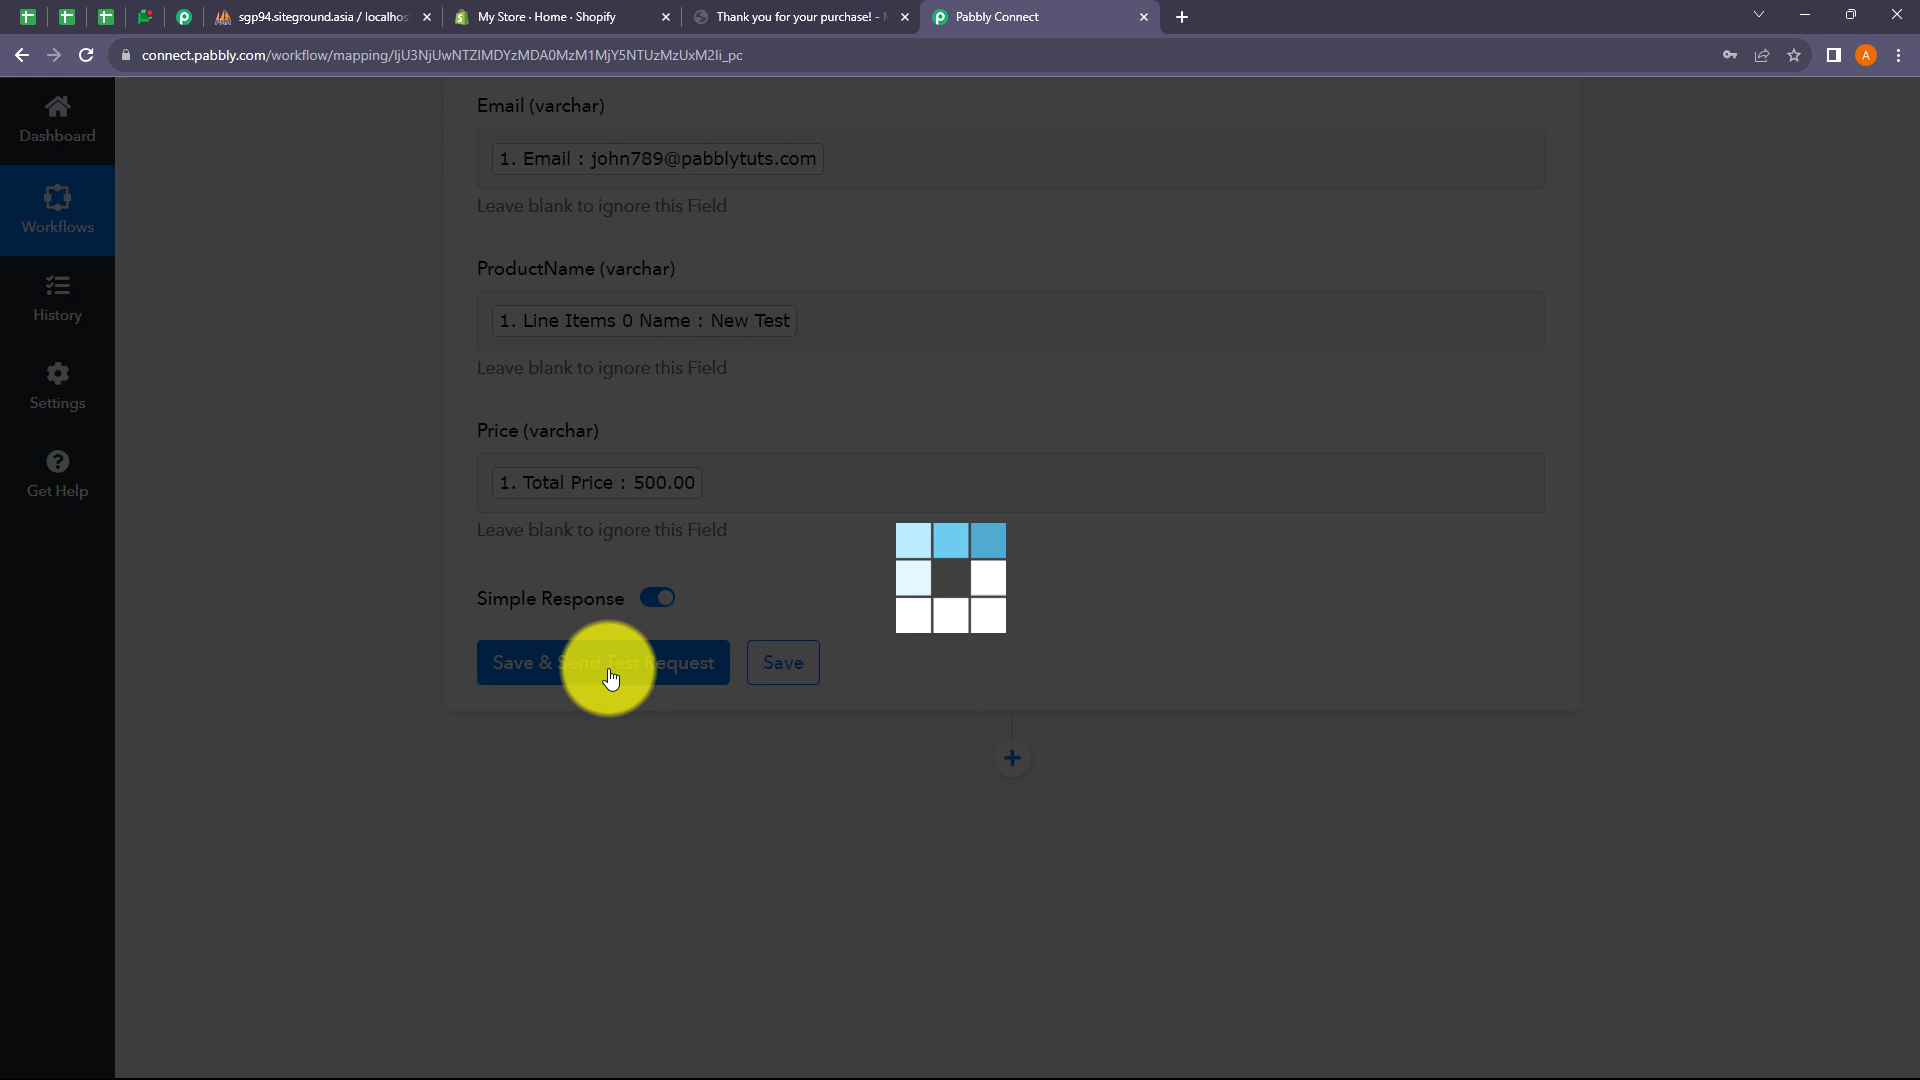 sgp94.siteground.asia / localhos
My Store · Home · Shopify
Thank you for your purchase! -
Pabbly Connect
connect.pabbly.com/workflow/mapping/IjU3NjUwNTZlMDYzMDA0MzM1MjY5NTUzMzUxM2Ii_pc
A
Dashboard
Workflows
History
Settings
Get Help
Email (varchar)
1. Email : john789@pabblytuts.com
Leave blank to ignore this Field
ProductName (varchar)
1. Line Items 0 Name : New Test
Leave blank to ignore this Field
Price (varchar)
1. Total Price : 500.00
Leave blank to ignore this Field
Simple Response
Save & Send Test Request
Save